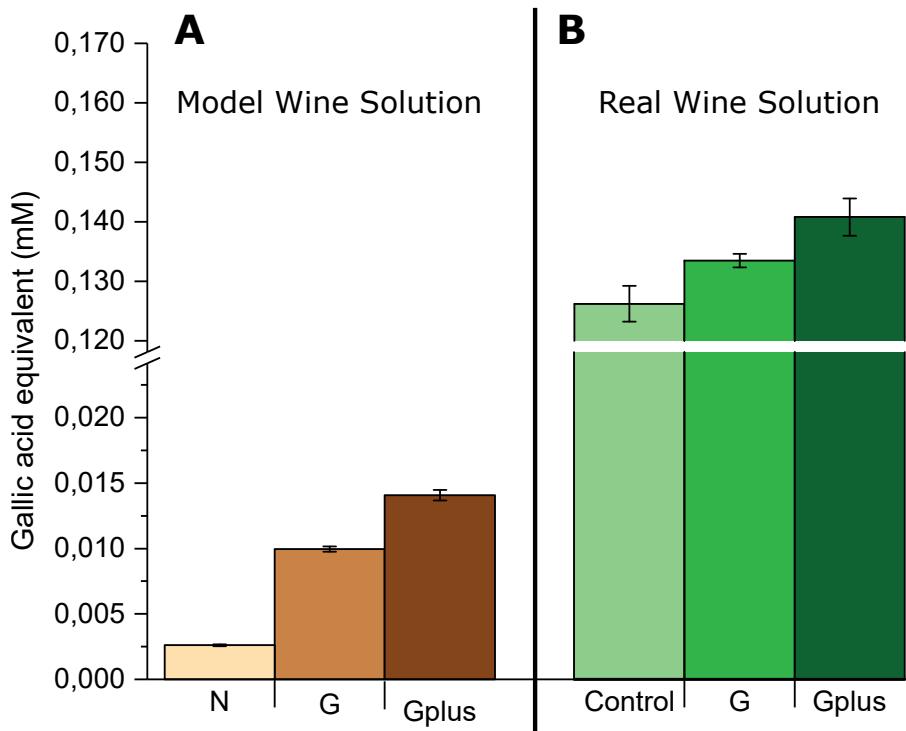 A
B
Model Wine Solution
Real Wine Solution
Gallic acid equivalent (mM)
0,170
0,160
0,150
0,140
0,130
0,120
0,020
0,015
0,010
0,005
0,000
N
G
Gplus
Control
G
Gplus